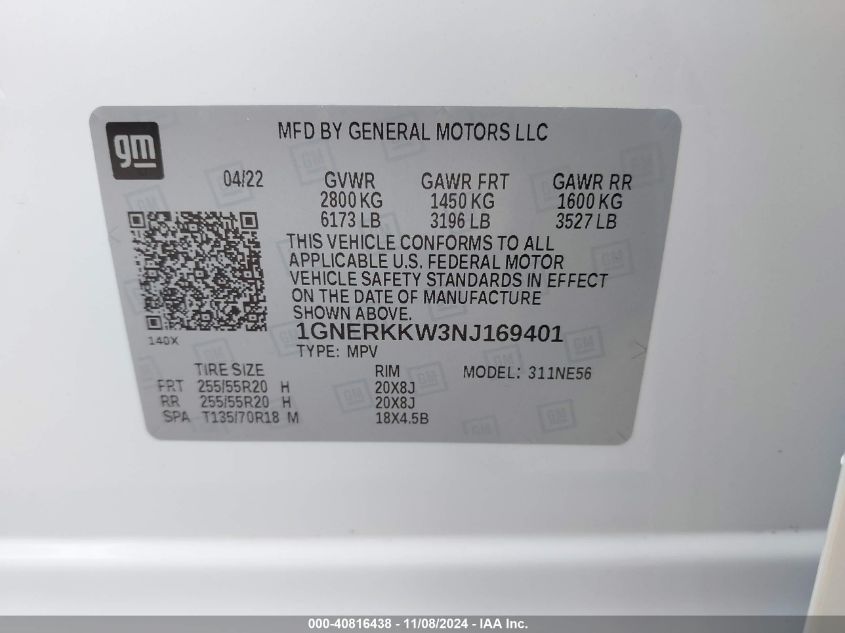 gm
MFD BY GENERAL MOTORS LLC
04/22 GVWR GAWR FRT GAWR RR
2800 KG 1450 KG 1600 KG
6173 LB 3196 LB 3527 LB
THIS VEHICLE CONFORMS TO ALL
APPLICABLE U.S. FEDERAL MOTOR
VEHICLE SAFETY STANDARDS IN EFFECT
ON THE DATE OF MANUFACTURE
SHOWN ABOVE.
140X
1GNERKKW3NJ169401
TYPE: MPV
TIRE SIZE RIM MODEL: 311NE56
FRT 255/55R20 H 20X8J
RR 255/55R20 H 20X8J
SPA T135/70R18 M 18X4.5B
000-40816438 - 11/08/2024 - IAA Inc.